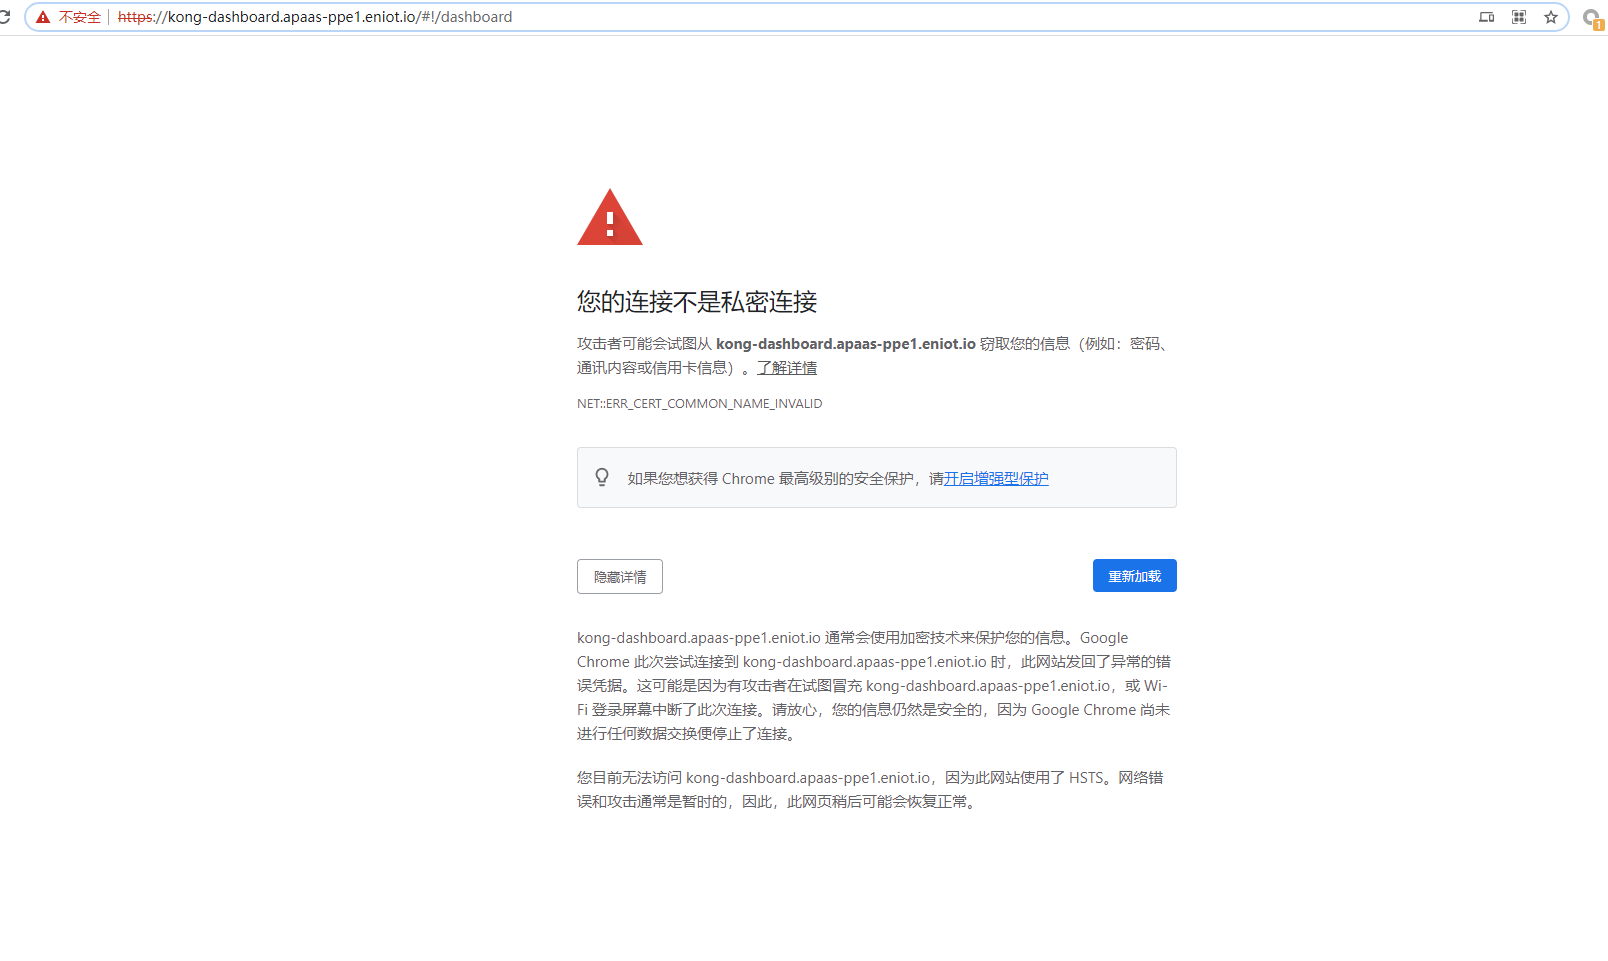 不安全 https://kong-dashboard.apaas-ppe1.eniot.io/#!/dashboard
1
您的连接不是私密连接
攻击者可能会试图从 kong-dashboard.apaas-ppe1.eniot.io 窃取您的信息（例如：密码、
通讯内容或信用卡信息）。了解详情
NET::ERR_CERT_COMMON_NAME_INVALID
如果您想获得 Chrome 最高级别的安全保护，请开启增强型保护
隐藏详情
重新加载
kong-dashboard.apaas-ppe1.eniot.io 通常会使用加密技术来保护您的信息。Google
Chrome 此次尝试连接到 kong-dashboard.apaas-ppe1.eniot.io 时，此网站发回了异常的错
误凭据。这可能是因为有攻击者在试图冒充 kong-dashboard.apaas-ppe1.eniot.io，或 Wi-
Fi 登录屏幕中断了此次连接。请放心，您的信息仍然是安全的，因为 Google Chrome 尚未
进行任何数据交换便停止了连接。
您目前无法访问 kong-dashboard.apaas-ppe1.eniot.io，因为此网站使用了 HSTS。网络错
误和攻击通常是暂时的，因此，此网页稍后可能会恢复正常。